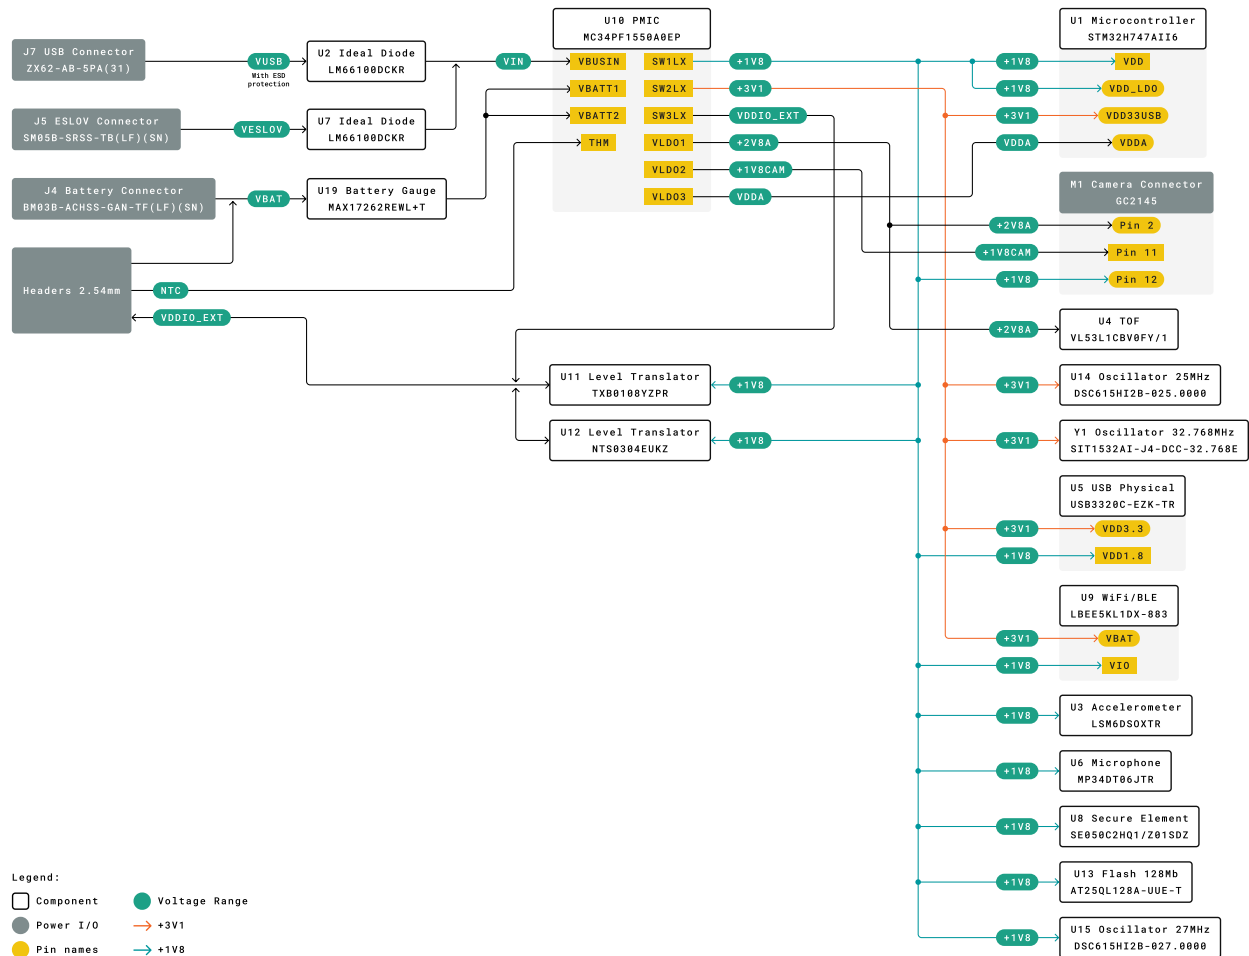 J7 USB Connector
ZX62-AB-5PA(31)
VUSB
With ESD
protection
U2 Ideal Diode
LM66100DCKR
VIN
J5 ESLOV Connector
SM05B-SRSS-TB(LF)(SN)
VESLOV
U7 Ideal Diode
LM66100DCKR
J4 Battery Connector
BM03B-ACHSS-GAN-TF(LF)(SN)
VBAT
U19 Battery Gauge
MAX17262REWL+T
Headers 2.54mm
NTC
VDDIO_EXT
U10 PMIC
MC34PF1550A0EP
VBUSIN
VBATT1
VBATT2
THM
SW1LX
SW2LX
SW3LX
VLDO1
VLDO2
VLDO3
+1V8
+3V1
VDDIO_EXT
+2V8A
+1V8CAM
VDDA
U11 Level Translator
TXB0108YZPR
+1V8
U12 Level Translator
NTS0304EUKZ
+1V8
U1 Microcontroller
STM32H747AII6
+1V8
VDD
+1V8
VDD_LDO
+3V1
VDD33USB
VDDA
VDDA
M1 Camera Connector
GC2145
+2V8A
Pin 2
+1V8CAM
Pin 11
+1V8
Pin 12
+2V8A
U4 TOF
VL53L1CBV0FY/1
+3V1
U14 Oscillator 25MHz
DSC615HI2B-025.0000
+3V1
Y1 Oscillator 32.768MHz
SIT1532AI-J4-DCC-32.768E
U5 USB Physical
USB3320C-EZK-TR
+3V1
VDD3.3
+1V8
VDD1.8
U9 WiFi/BLE
LBEE5KL1DX-883
+3V1
VBAT
+1V8
VIO
+1V8
U3 Accelerometer
LSM6DSOXTR
+1V8
U6 Microphone
MP34DT06JTR
+1V8
U8 Secure Element
SE050C2HQ1/Z01SDZ
+1V8
U13 Flash 128Mb
AT25QL128A-UUE-T
+1V8
U15 Oscillator 27MHz
DSC615HI2B-027.0000
Legend:
Component
Voltage Range
Power I/O
+3V1
Pin names
+1V8